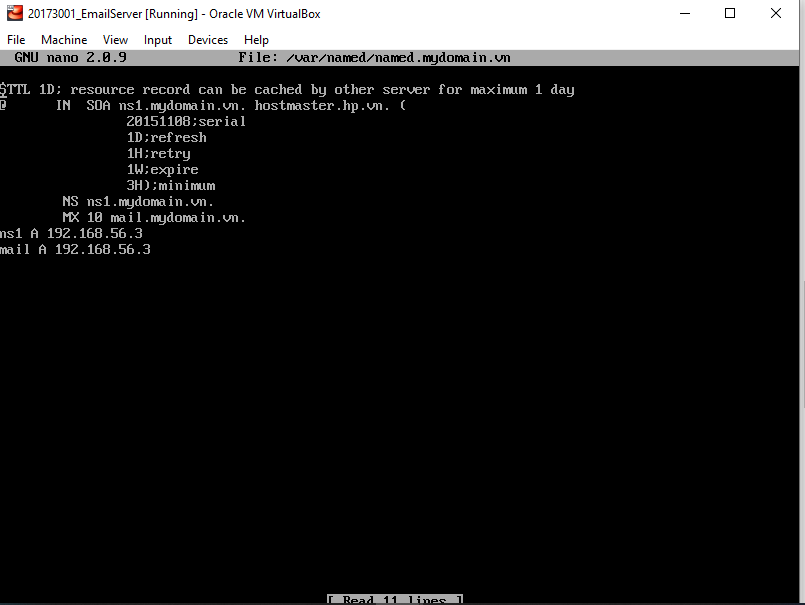 20173001_EmailServer [Running] - Oracle VM VirtualBox
File Machine View Input Devices Help
GNU nano 2.0.9 File: /var/named/named.mydomain.vn
$TTL 1D; resource record can be cached by other server for maximum 1 day
@ IN SOA ns1.mydomain.vn. hostmaster.hp.vn. (
20151108;serial
1D;refresh
1H;retry
1W;expire
3H);minimum
NS ns1.mydomain.vn.
MX 10 mail.mydomain.vn.
ns1 A 192.168.56.3
mail A 192.168.56.3
[ Read 11 lines ]